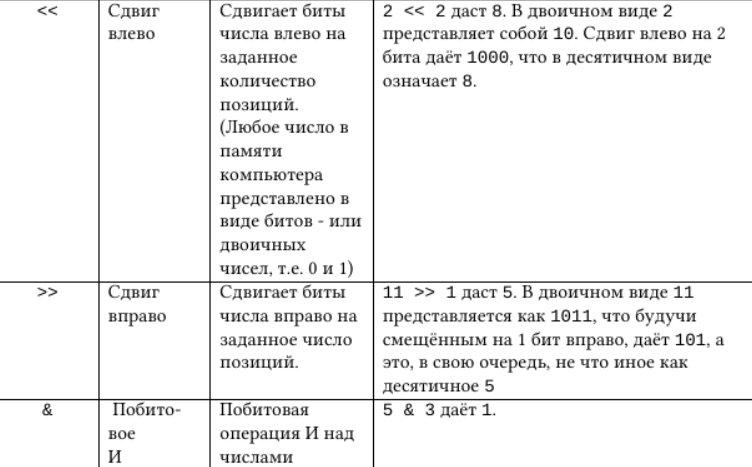 <<
Сдвиг
влево
Сдвигает биты
числа влево на
заданное
количество
позиций.
(Любое число в
памяти
компьютера
представлено в
виде битов - или
двоичных
чисел, т.е. 0 и 1)
2 << 2 даст 8. В двоичном виде 2
представляет собой 10. Сдвиг влево на 2
бита даёт 1000, что в десятичном виде
означает 8.
>>
Сдвиг
вправо
Сдвигает биты
числа вправо на
заданное число
позиций.
11 >> 1 даст 5. В двоичном виде 11
представляется как 1011, что будучи
смещённым на 1 бит вправо, даёт 101, а
это, в свою очередь, не что иное как
десятичное 5
&
Побито-
вое
И
Побитовая
операция И над
числами
5 & 3 даёт 1.